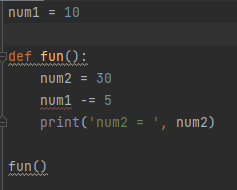 num1 = 10
def fun():
    num2 = 30
    num1 -= 5
    print('num2 = ', num2)
fun()